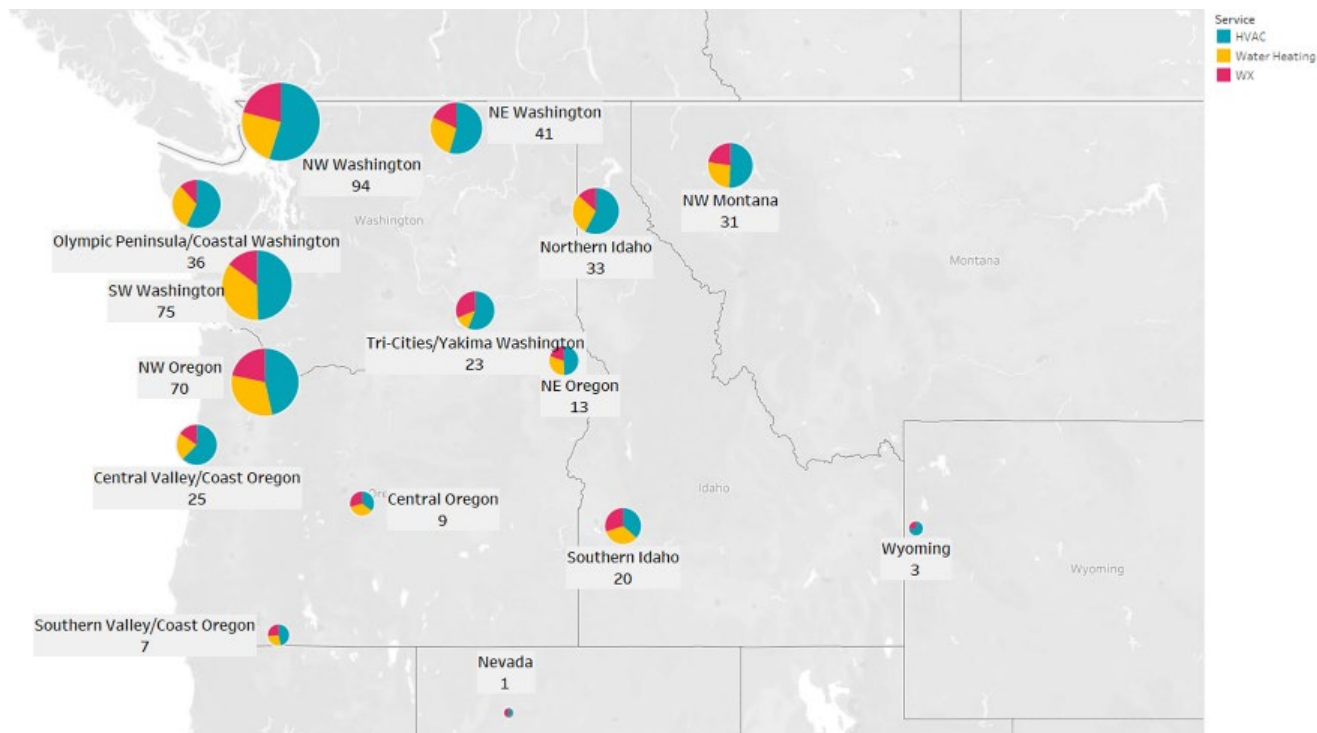 Service
HVAC
Water Heating
WX
NE Washington
41
NW Washington
94
NW Montana
31
Washington
Olympic Peninsula/Coastal Washington
36
Northern Idaho
33
Montana
SW Washington
75
Tri-Cities/Yakima Washington
23
NW Oregon
70
NE Oregon
13
Central Valley/Coast Oregon
25
Idaho
Central Oregon
9
Southern Idaho
20
Wyoming
3
Wyoming
Southern Valley/Coast Oregon
7
Nevada
1